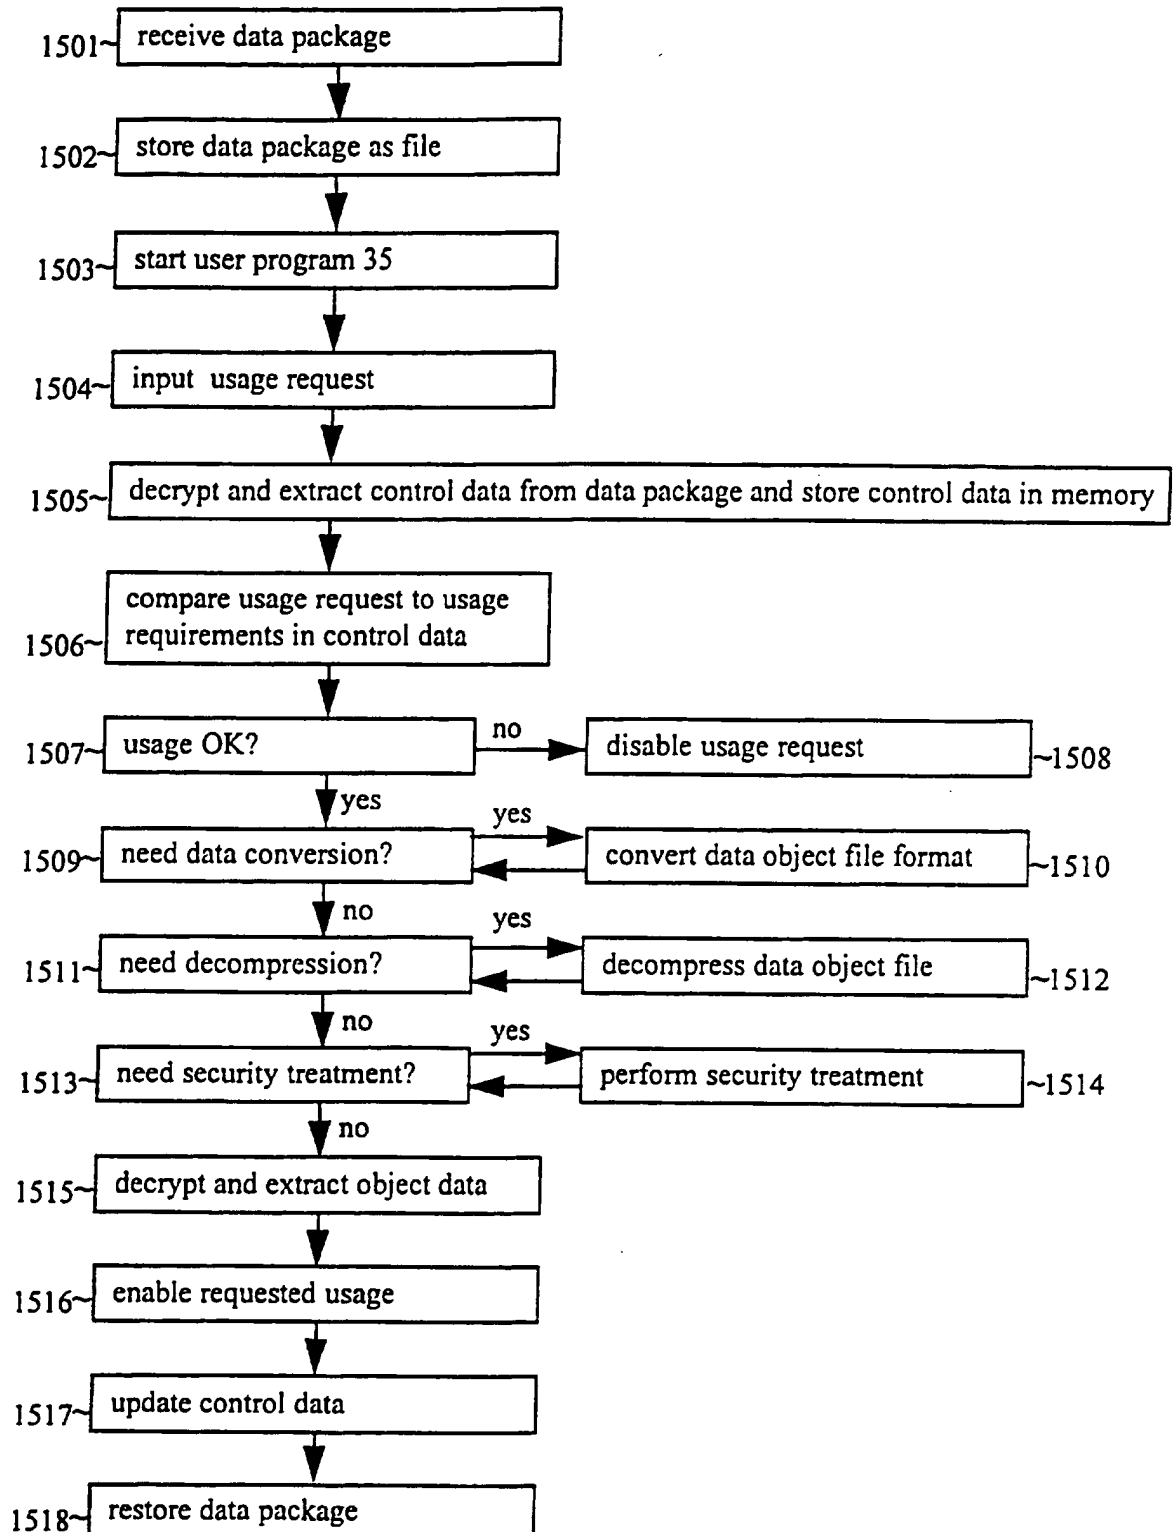 1501~ receive data package
1502~ store data package as file
1503~ start user program 35
1504~ input usage request
1505~ decrypt and extract control data from data package and store control data in memory
compare usage request to usage
1506~ requirements in control data
1507~ usage OK? no disable usage request ~1508
yes
yes
1509~ need data conversion? convert data object file format ~1510
no
yes
1511~ need decompression? decompress data object file ~1512
no
yes
1513~ need security treatment? perform security treatment ~1514
no
1515~ decrypt and extract object data
1516~ enable requested usage
1517~ update control data
1518~ restore data package